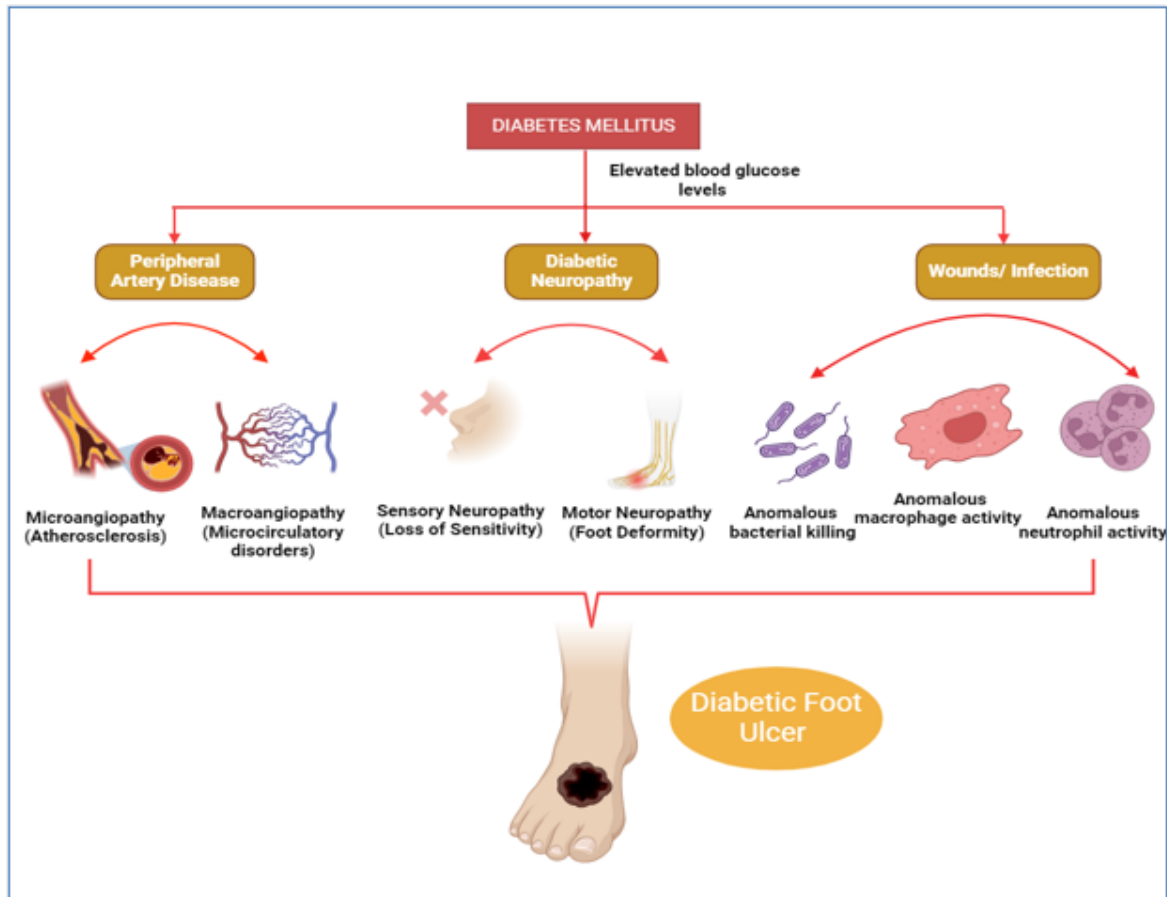 DIABETES MELLITUS
Elevated blood glucose
levels
Peripheral
Artery Disease
Diabetic
Neuropathy
Wounds/ Infection
Microangiopathy
(Atherosclerosis)
Macroangiopathy
(Microcirculatory
disorders)
Sensory Neuropathy
(Loss of Sensitivity)
Motor Neuropathy
(Foot Deformity)
Anomalous
bacterial killing
Anomalous
macrophage activity
Anomalous
neutrophil activity
Diabetic Foot
Ulcer